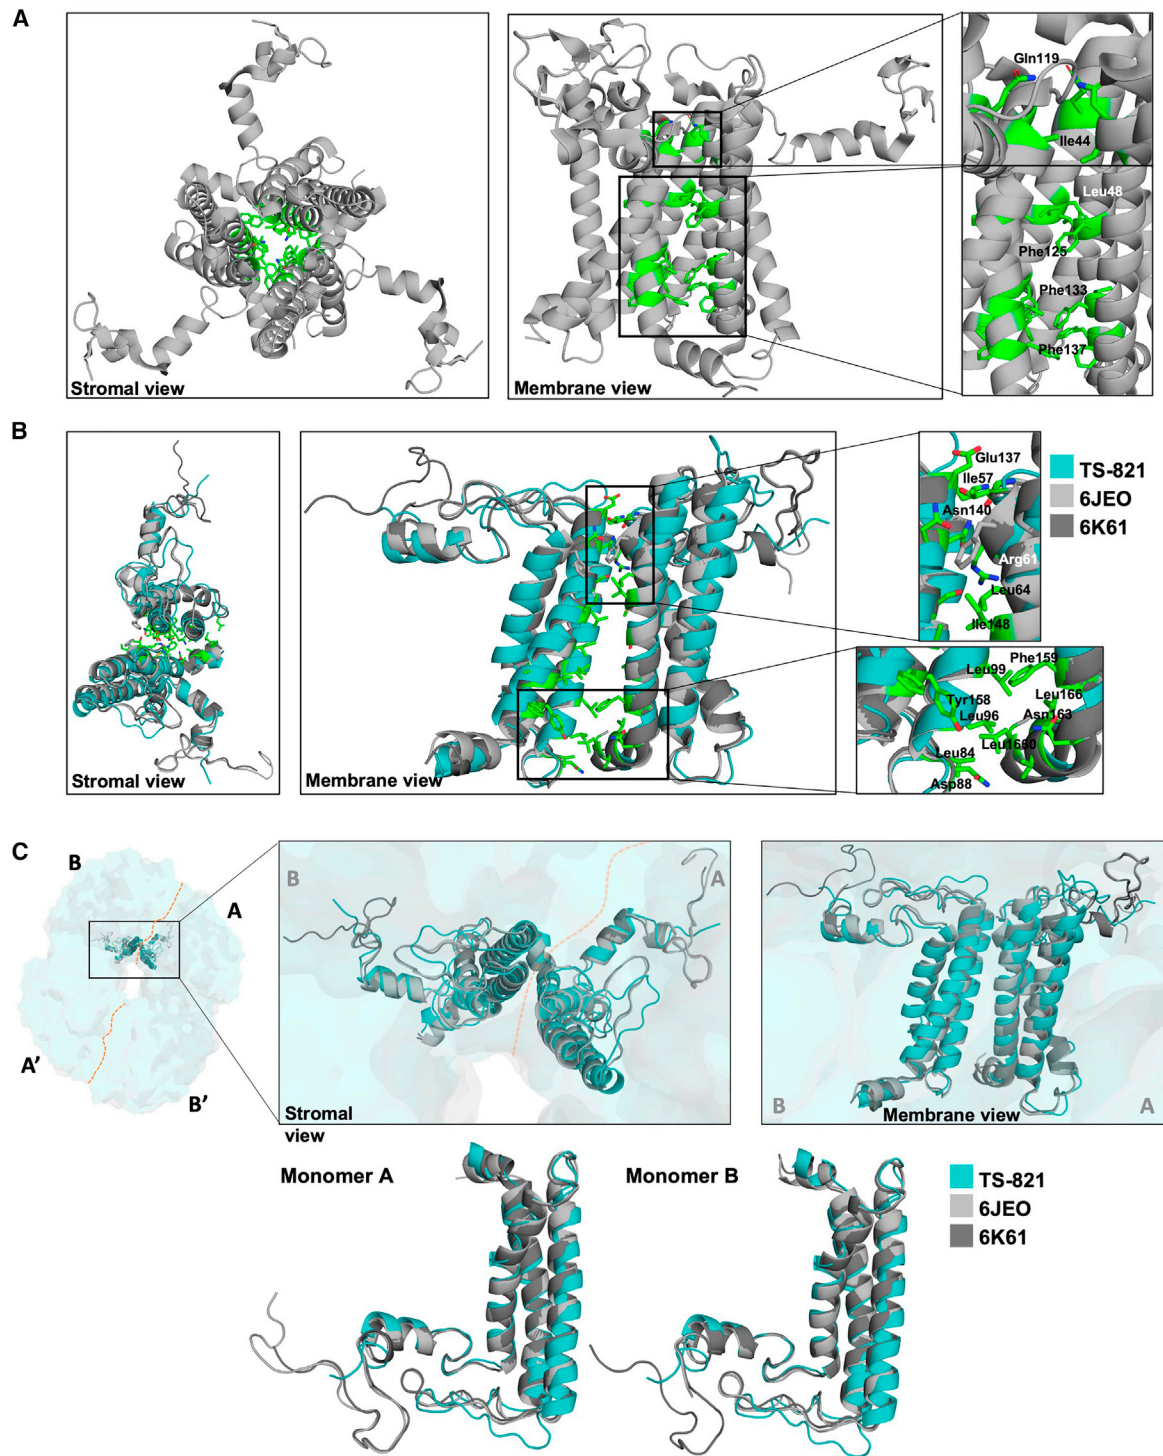 A
Stromal view
Membrane view
Gln119
Ile44
Leu48
Phe125
Phe133
Phe137
B
Stromal view
Membrane view
Glu137
Ile57
Asn140
Arg61
Leu64
Ile148
TS-821
6JEO
6K61
Leu99
Phe159
Tyr158
Leu166
Leu96
Asn163
Leu1660
Leu84
Asp88
C
B
A
A'
B'
B
A
Stromal
view
B
Membrane view
A
Monomer A
Monomer B
TS-821
6JEO
6K61